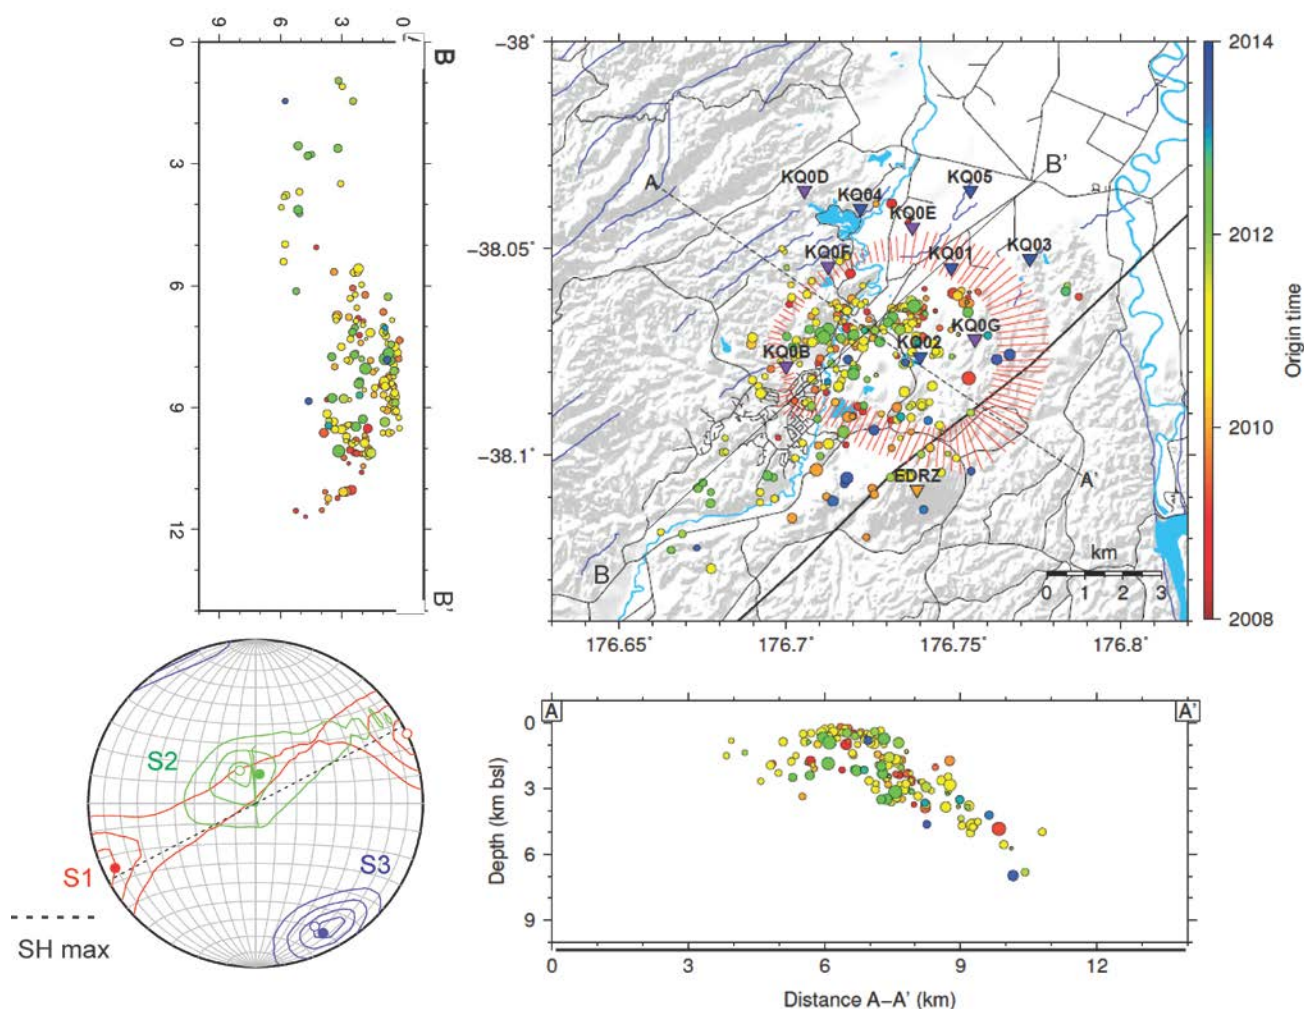 9
6
3
0
0
3
6
9
12
B
B'
-38˚
-38.05˚
-38.1˚
176.65˚
176.7˚
176.75˚
176.8˚
A
B'
KQ0D
KQ04
KQ05
KQ0E
KQ0F
KQ01
KQ03
KQ0G
KQ02
KQ0B
EDRZ
A'
B
km
0 1 2 3
2014
2012
2010
2008
Origin time
S2
S1
S3
SH max
A
A'
0
3
6
9
Depth (km bsl)
0 3 6 9 12
Distance A–A' (km)